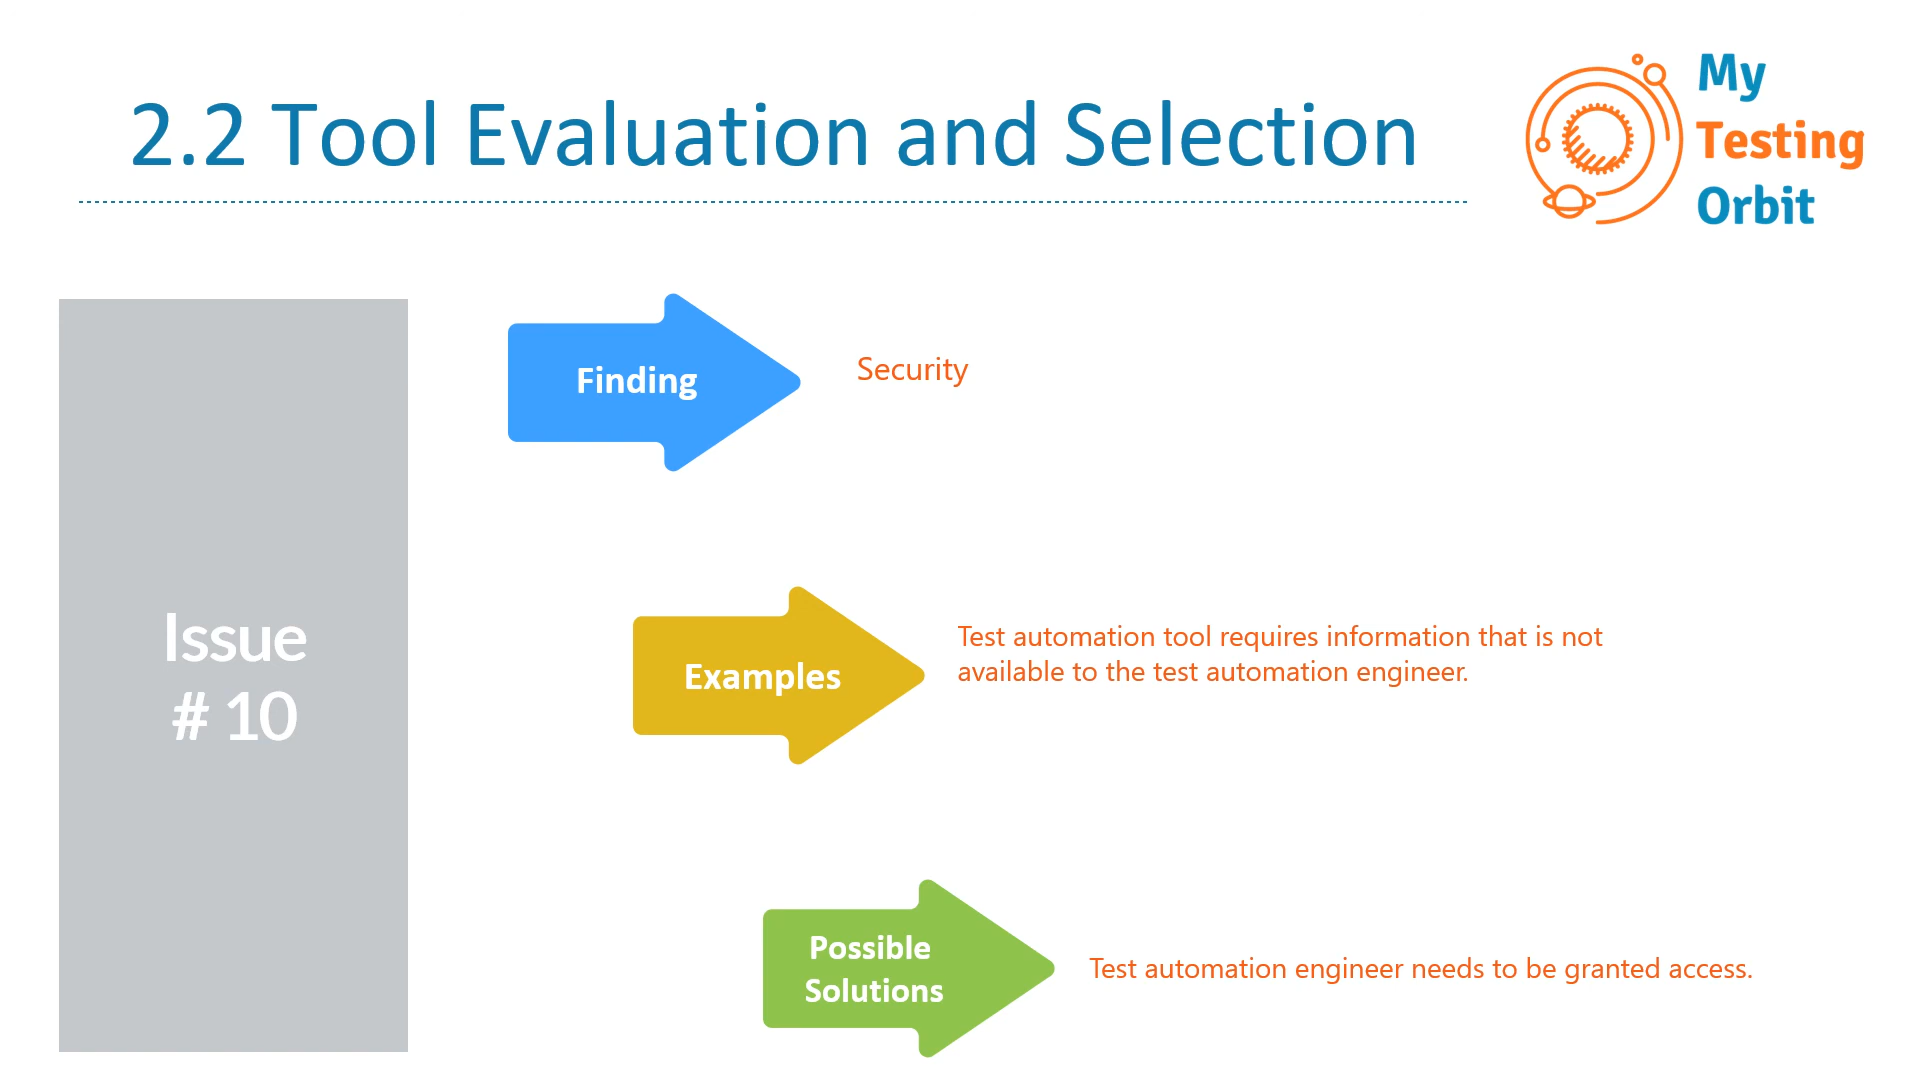 2.2 Tool Evaluation and Selection
My
Testing
Orbit
Issue
# 10
Finding
Security
Examples
Test automation tool requires information that is not
available to the test automation engineer.
Possible
Solutions
Test automation engineer needs to be granted access.